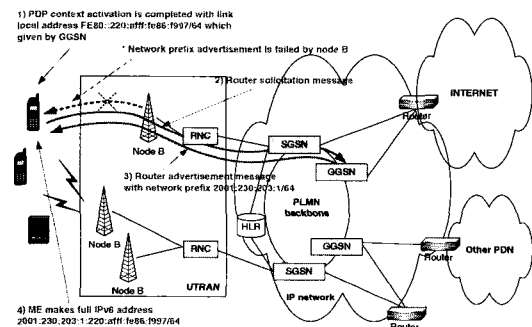 1) PDP context activation is completed with link
local address FE80::220:afff:fe86:f997/64 which
given by GGSN
* Network prefix advertisement is failed by node B
2) Router solicitation message
INTERNET
Router
RNC
SGSN
Node B
GGSN
3) Router advertisement message
with network prefix 2001:230:203:1/64
PLMN
backbone
HLR
Node B
GGSN
Other PDN
RNC
Router
SGSN
Node B
UTRAN
IP network
4) ME makes full IPv6 address
2001:230:203:1:220:afff:fe86:f997/64
Router